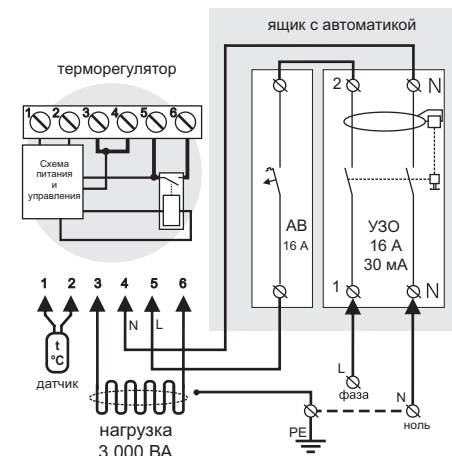 ящик с автоматикой
терморегулятор
1 2 3 4 5 6
2 N
Схема
питания
и
управления
АВ
16 А
УЗО
16 А
30 мА
1 N
1 2 3 4 5 6
N L
t
°C
датчик
L
фаза
N
ноль
PE
нагрузка
3 000 ВА